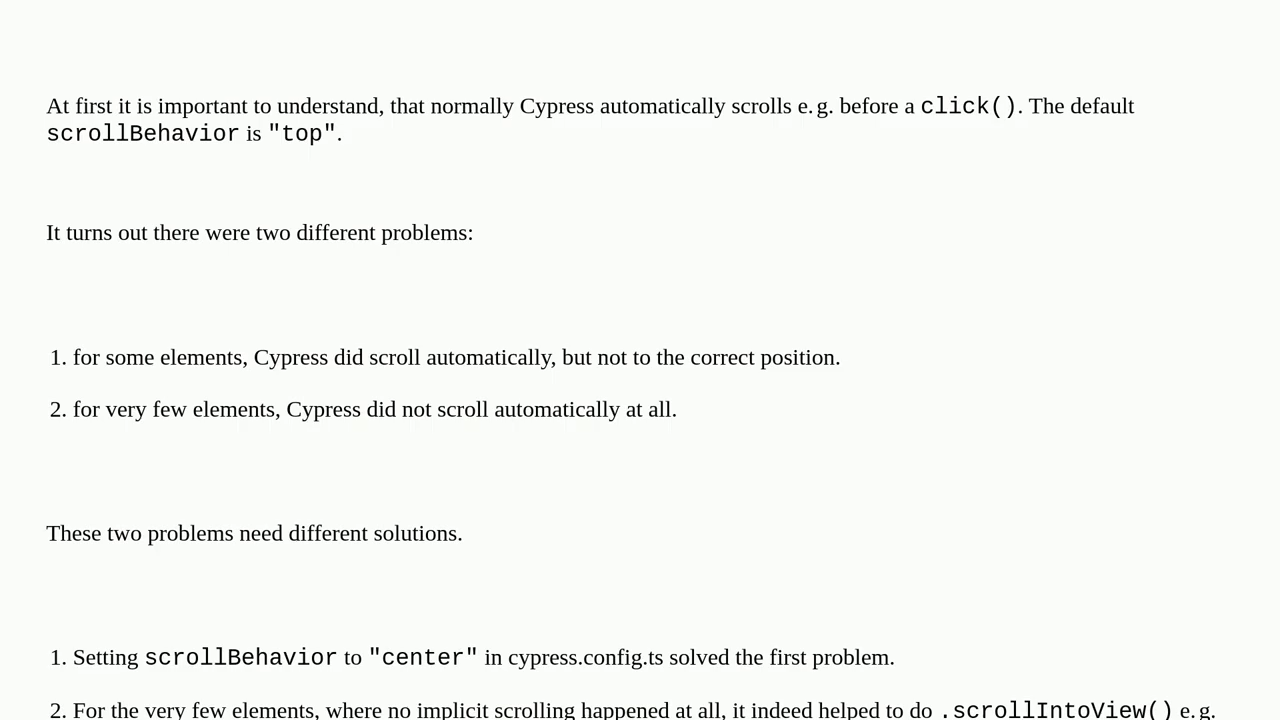 At first it is important to understand, that normally Cypress automatically scrolls e. g. before a click(). The default
scrollBehavior is "top".
It turns out there were two different problems:
1. for some elements, Cypress did scroll automatically, but not to the correct position.
2. for very few elements, Cypress did not scroll automatically at all.
These two problems need different solutions.
1. Setting scrollBehavior to "center" in cypress.config.ts solved the first problem.
2. For the very few elements, where no implicit scrolling happened at all, it indeed helped to do .scrollIntoView() e. g.